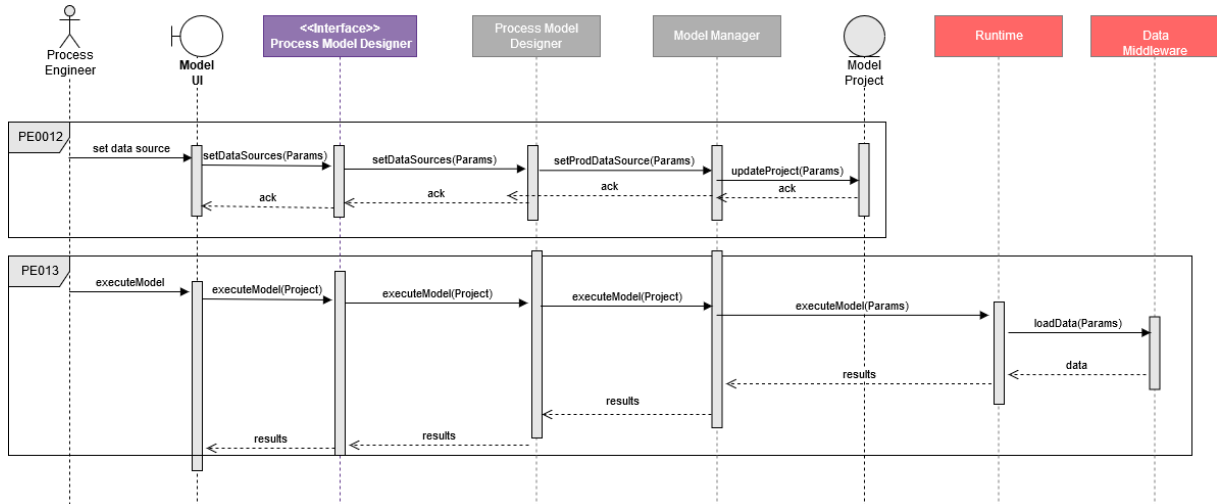 Process
Engineer
Model
UI
<<Interface>>
Process Model Designer
Process Model
Designer
Model Manager
Model
Project
Runtime
Data
Middleware
PE0012
set data source
setDataSources(Params)
setDataSources(Params)
setProdDataSource(Params)
updateProject(Params)
ack
ack
ack
ack
PE013
executeModel
executeModel(Project)
executeModel(Project)
executeModel(Project)
executeModel(Params)
loadData(Params)
data
results
results
results
results